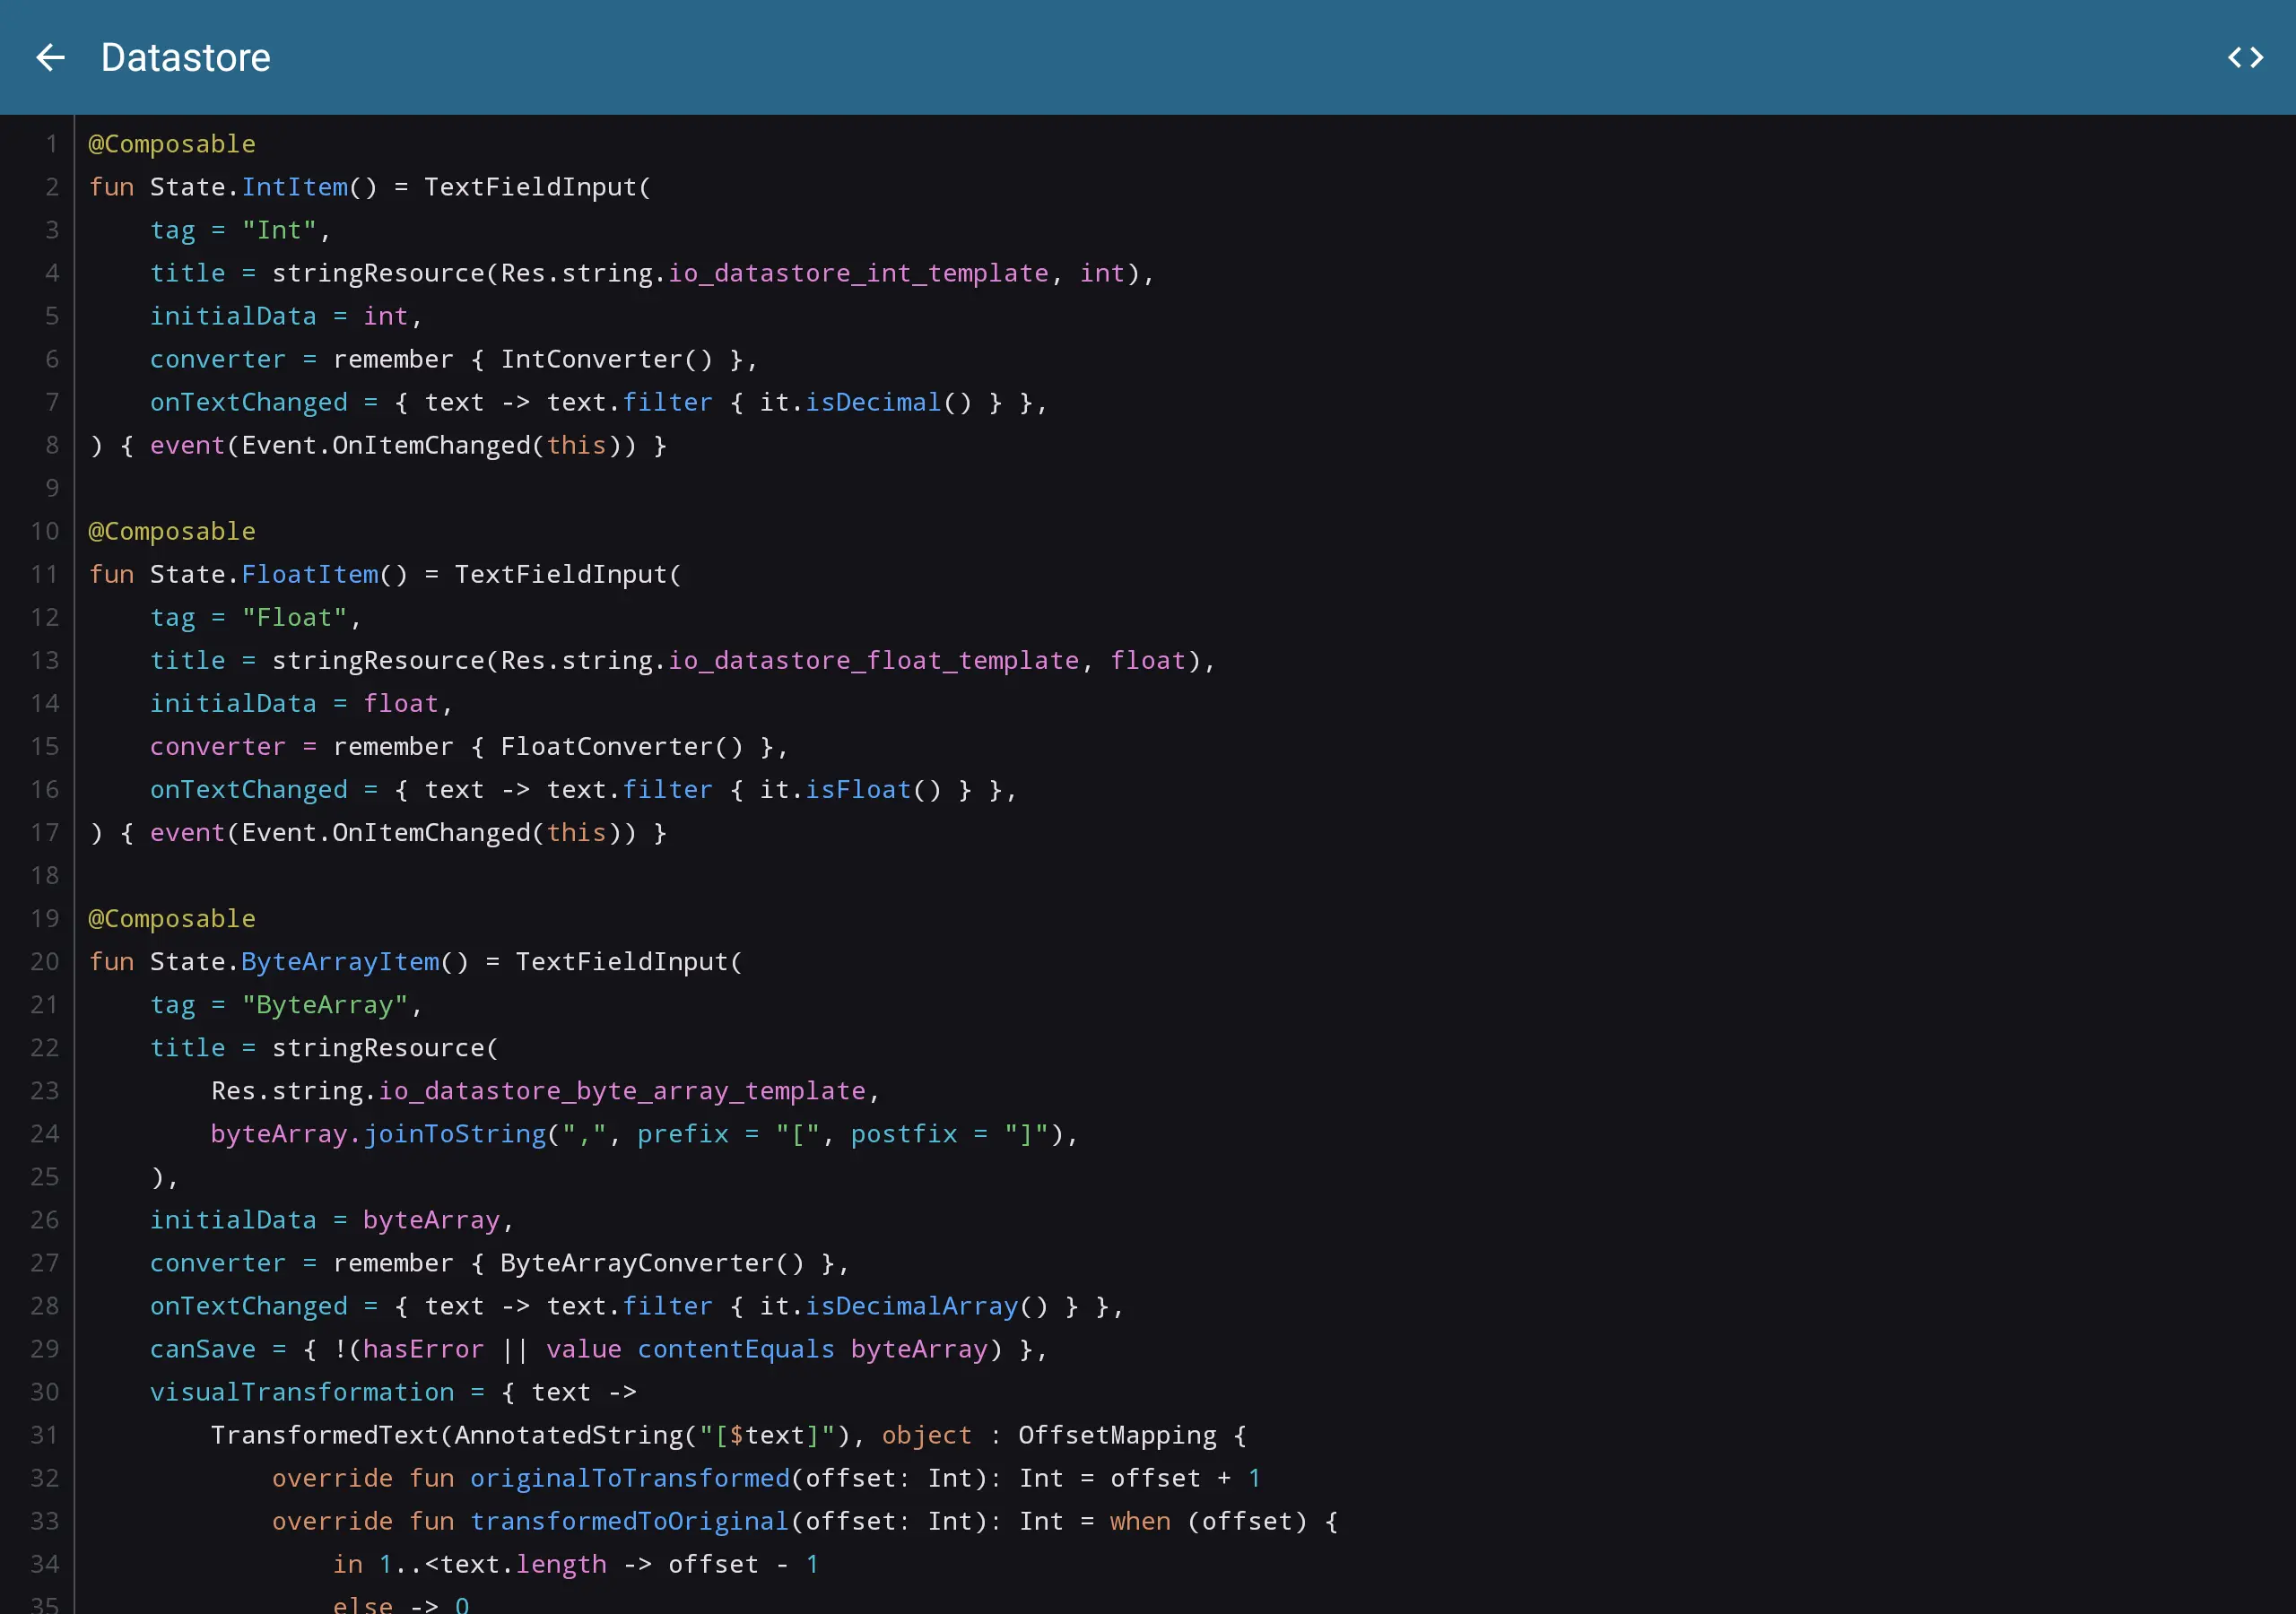 Datastore
1 @Composable
2 fun State.IntItem() = TextFieldInput(
3     tag = "Int",
4     title = stringResource(Res.string.io_datastore_int_template, int),
5     initialData = int,
6     converter = remember { IntConverter() },
7     onTextChanged = { text -> text.filter { it.isDecimal() } },
8 ) { event(Event.OnItemChanged(this)) }
9
10 @Composable
11 fun State.FloatItem() = TextFieldInput(
12     tag = "Float",
13     title = stringResource(Res.string.io_datastore_float_template, float),
14     initialData = float,
15     converter = remember { FloatConverter() },
16     onTextChanged = { text -> text.filter { it.isFloat() } },
17 ) { event(Event.OnItemChanged(this)) }
18
19 @Composable
20 fun State.ByteArrayItem() = TextFieldInput(
21     tag = "ByteArray",
22     title = stringResource(
23         Res.string.io_datastore_byte_array_template,
24         byteArray.joinToString(",", prefix = "[", postfix = "]"),
25     ),
26     initialData = byteArray,
27     converter = remember { ByteArrayConverter() },
28     onTextChanged = { text -> text.filter { it.isDecimalArray() } },
29     canSave = { !(hasError || value contentEquals byteArray) },
30     visualTransformation = { text ->
31         TransformedText(AnnotatedString("[$text]"), object : OffsetMapping {
32             override fun originalToTransformed(offset: Int): Int = offset + 1
33             override fun transformedToOriginal(offset: Int): Int = when (offset) {
34                 in 1..<text.length -> offset - 1
35                 else -> 0